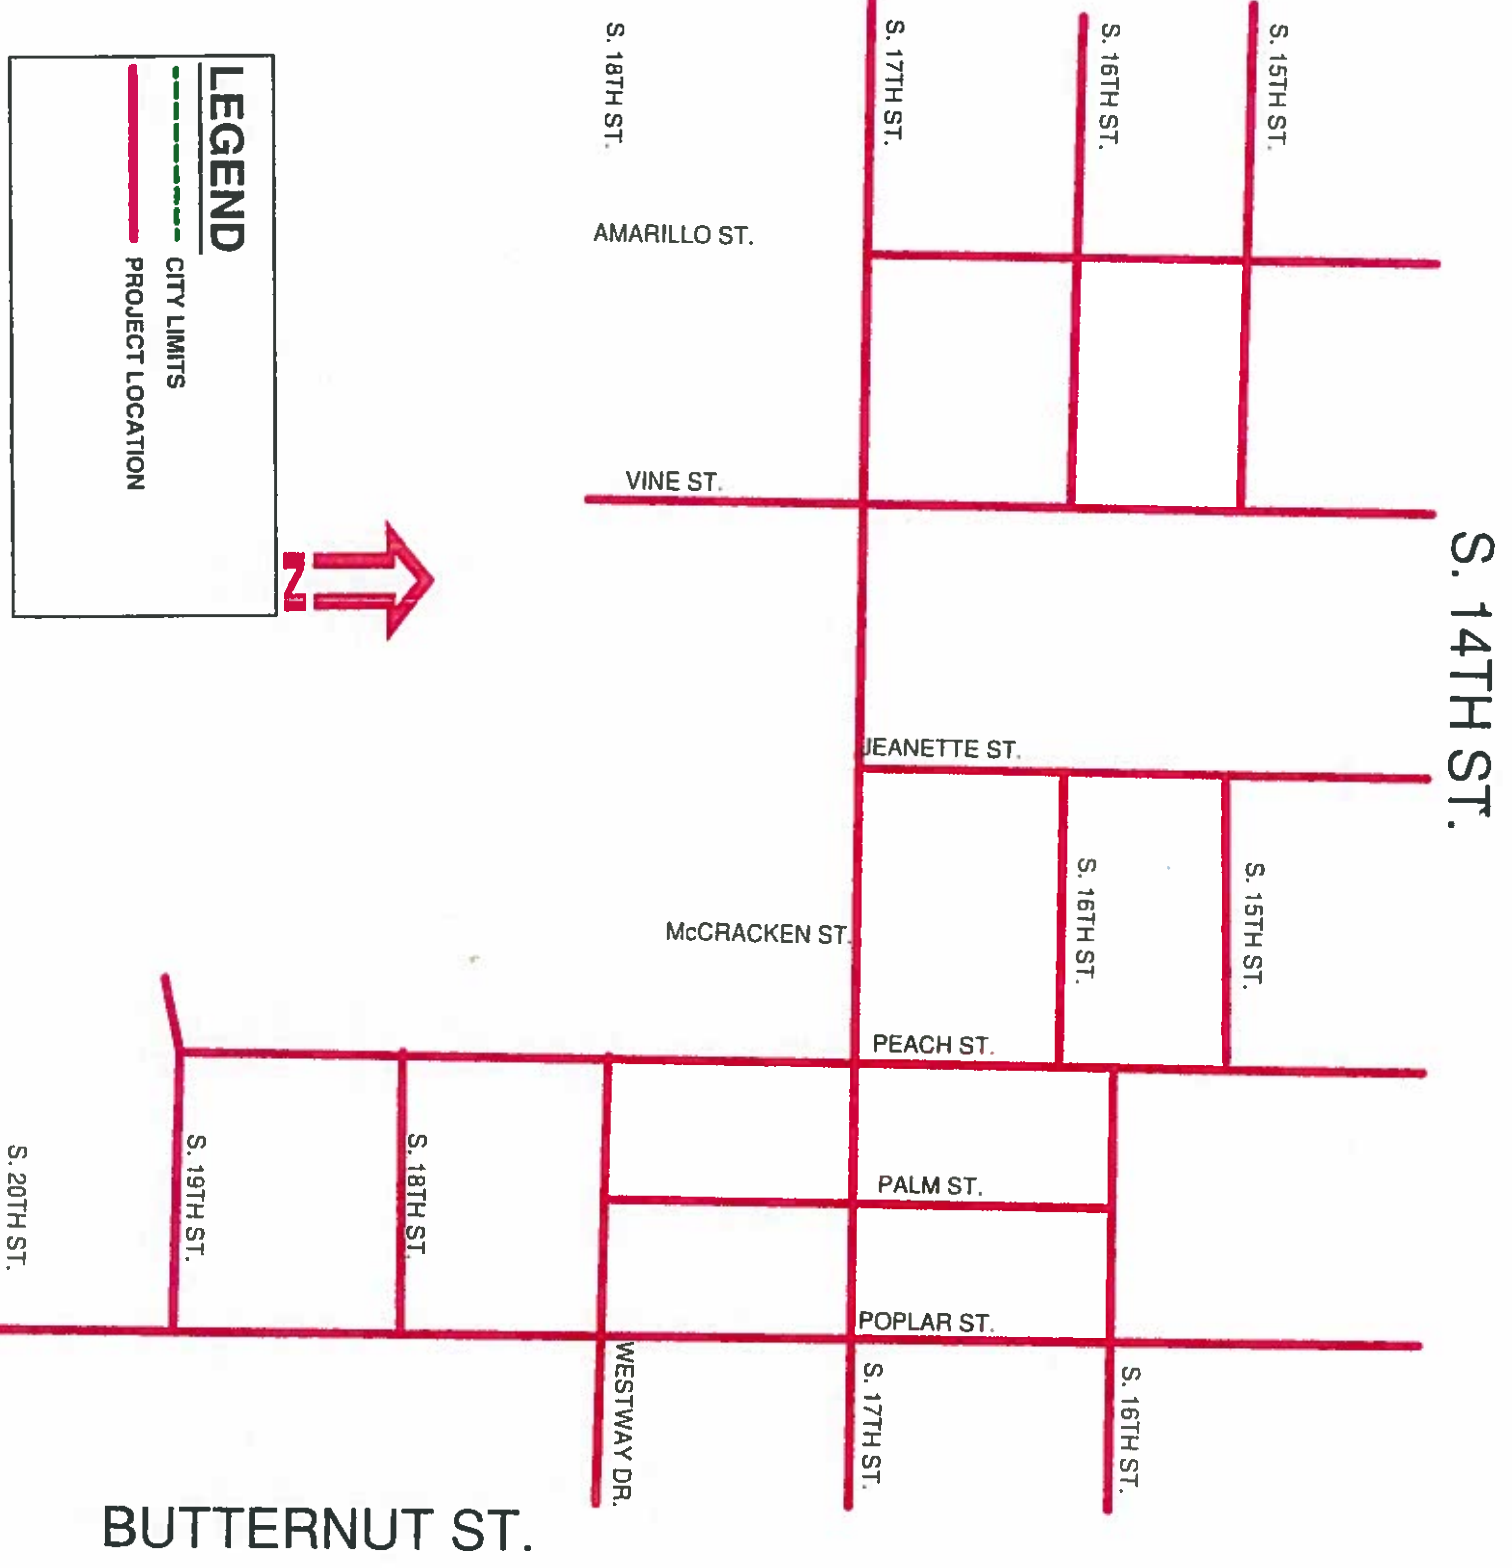 S. 18TH ST.
S. 17TH ST.
S. 16TH ST.
S. 15TH ST.
LEGEND
CITY LIMITS
PROJECT LOCATION
AMARILLO ST.
VINE ST.
N
S. 14TH ST.
JEANETTE ST.
S. 16TH ST.
S. 15TH ST.
McCRACKEN ST.
PEACH ST.
S. 20TH ST.
S. 19TH ST.
S. 18TH ST.
PALM ST.
POPLAR ST.
WESTWAY DR.
S. 17TH ST.
S. 16TH ST.
BUTTERNUT ST.